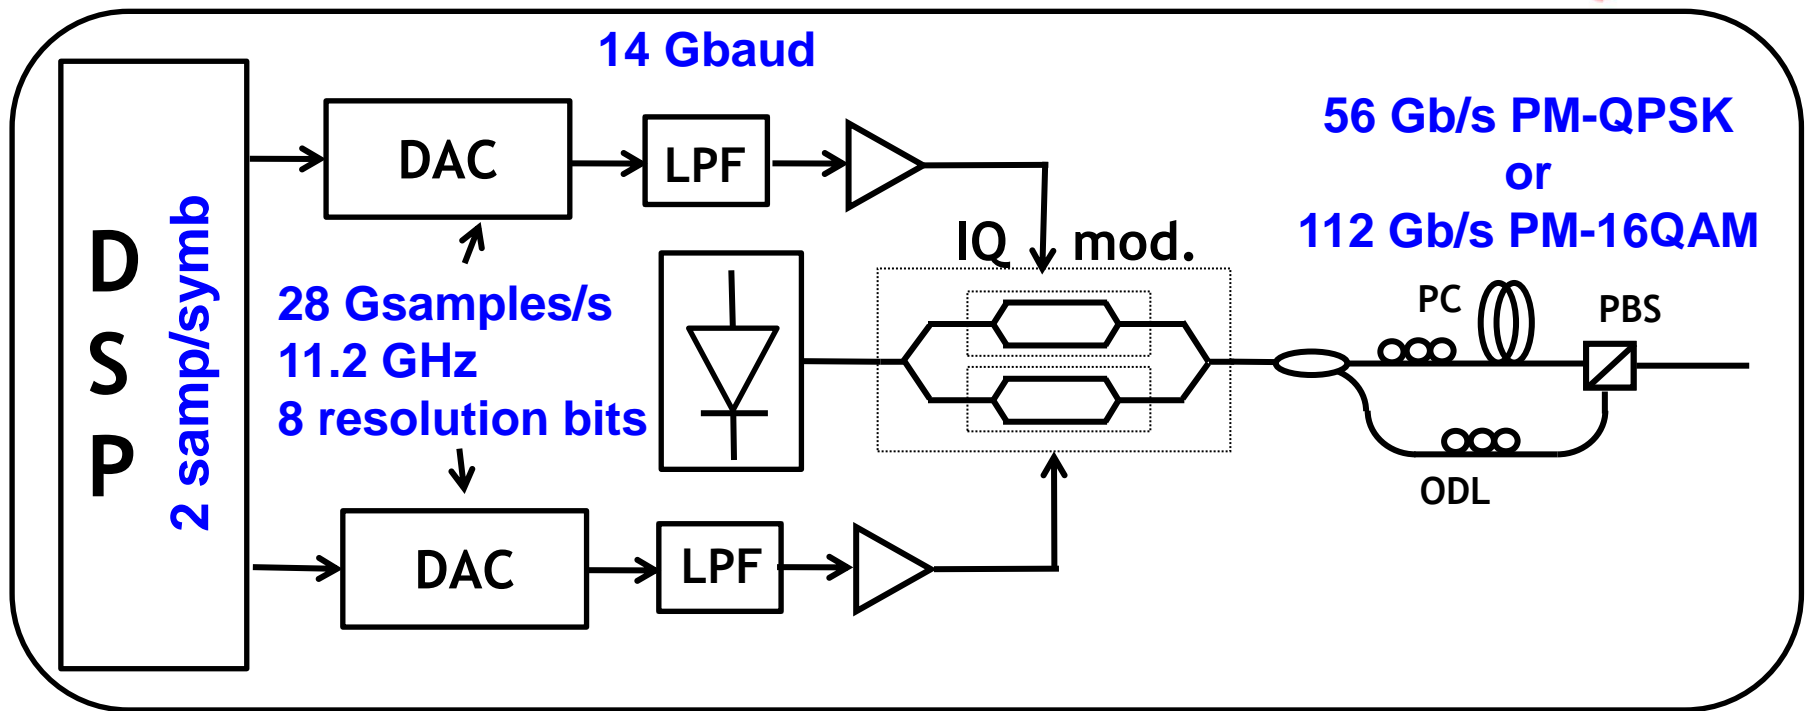 14 Gbaud
DSP
2 samp/symb
DAC
LPF
28 Gsamples/s
11.2 GHz
8 resolution bits
IQ mod.
56 Gb/s PM-QPSK
or
112 Gb/s PM-16QAM
PC
PBS
ODL
DAC
LPF